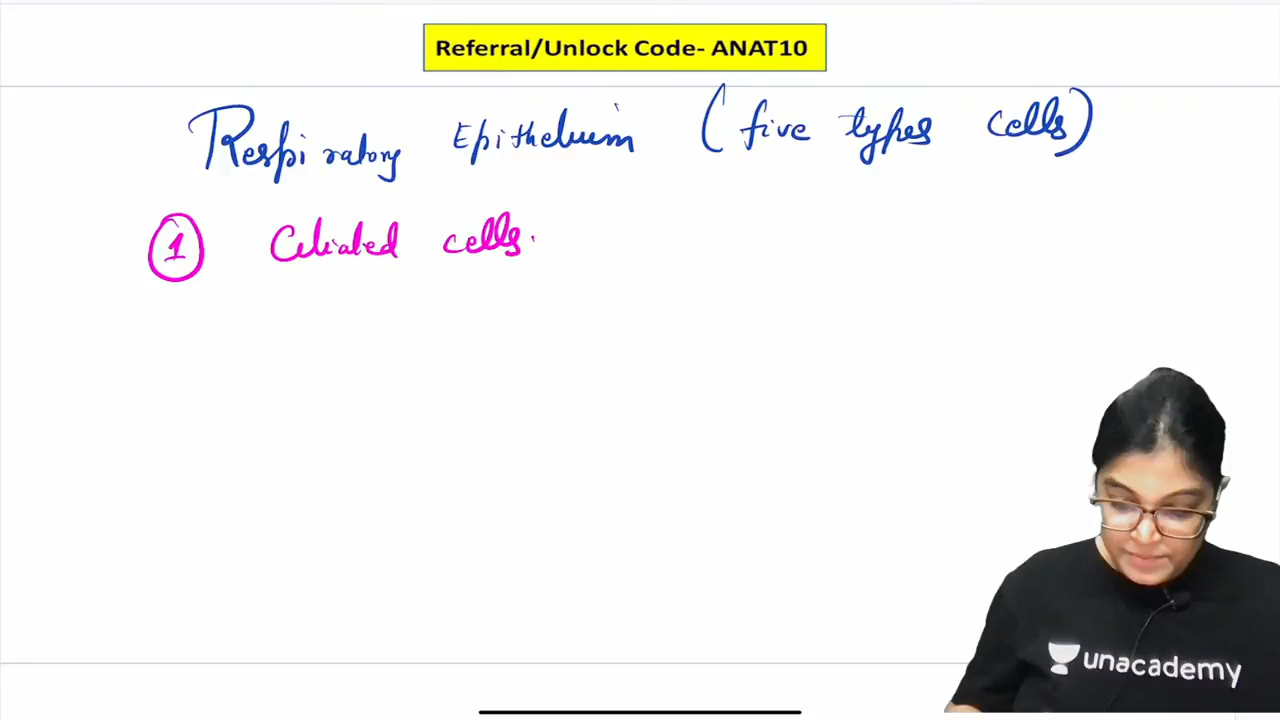 Referral/Unlock Code- ANAT10
Respiratory Epithelium (five types cells)
1 Ciliated cells.
unacademy